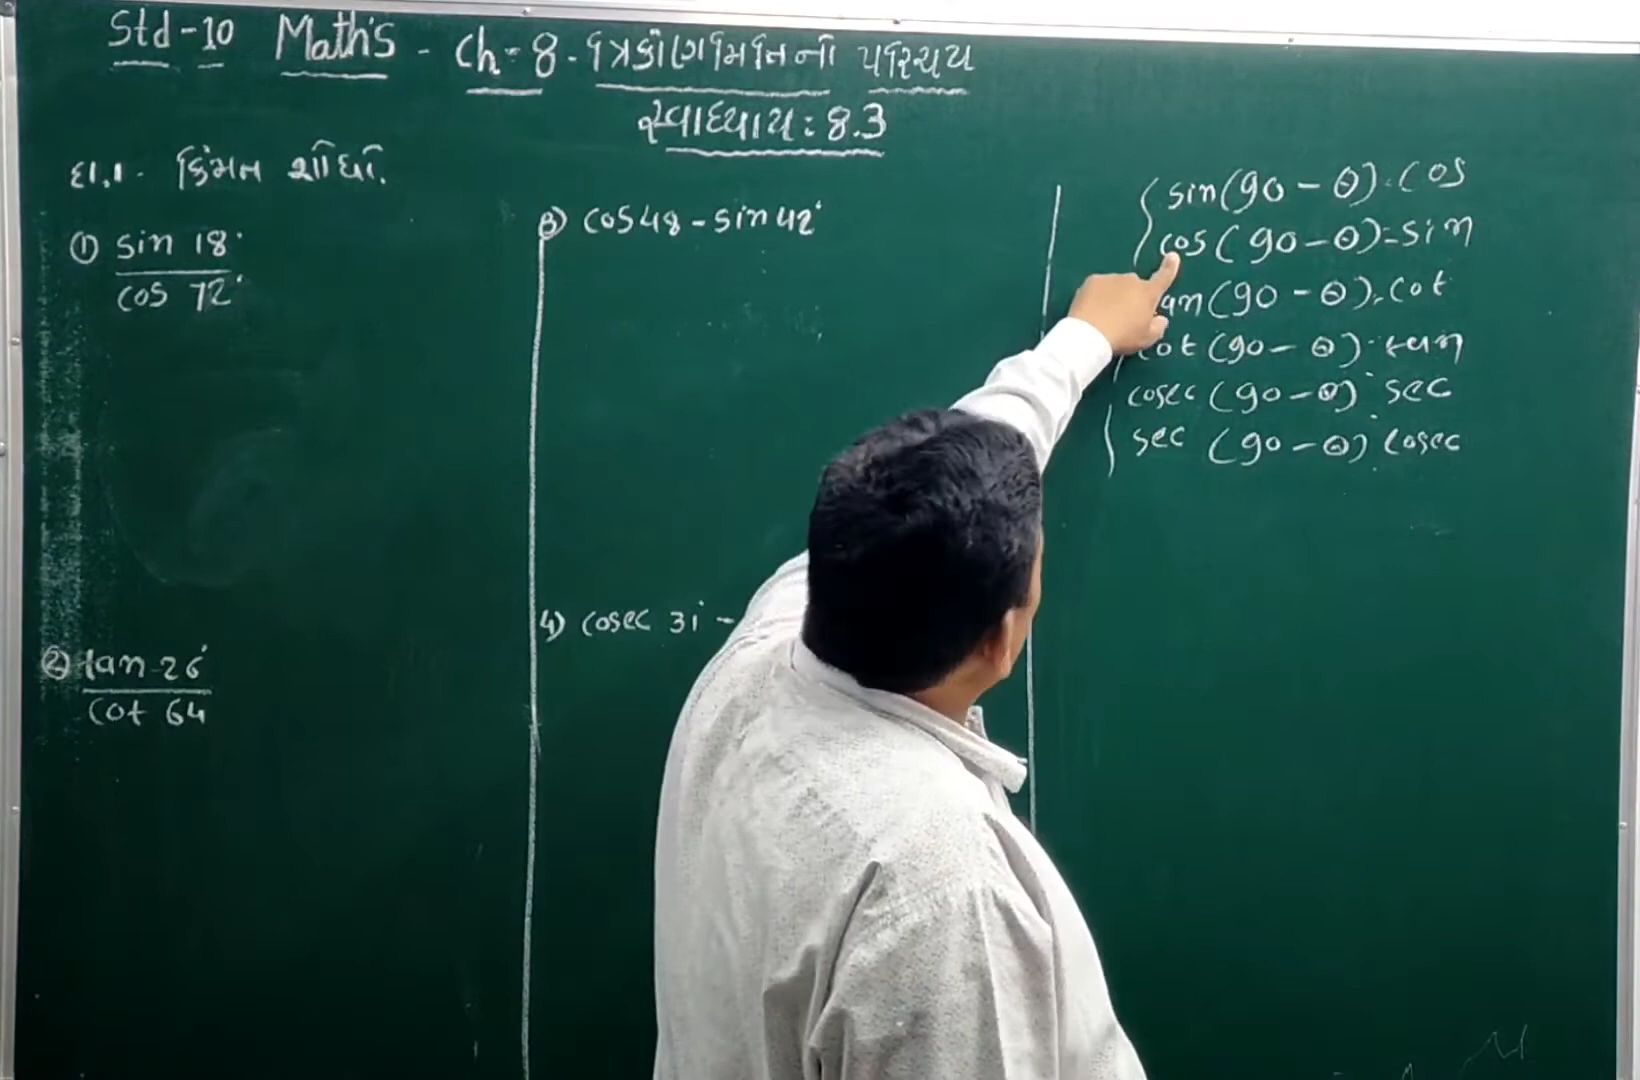 Std-10 Math's - Ch-8 - ત્રિકોણમિતિનો પરિચય
સ્વાધ્યાય : 8.3
દા.1. કિંમત શોધો.
① sin 18°
cos 72°
② tan 26°
cot 64
3) cos 48 - sin 42°
4) cosec 31 -
sin (90 - θ) = cos
cos (90 - θ) = sin
tan (90 - θ) = cot
cot (90 - θ) = tan
cosec (90 - θ) = sec
sec (90 - θ) = cosec